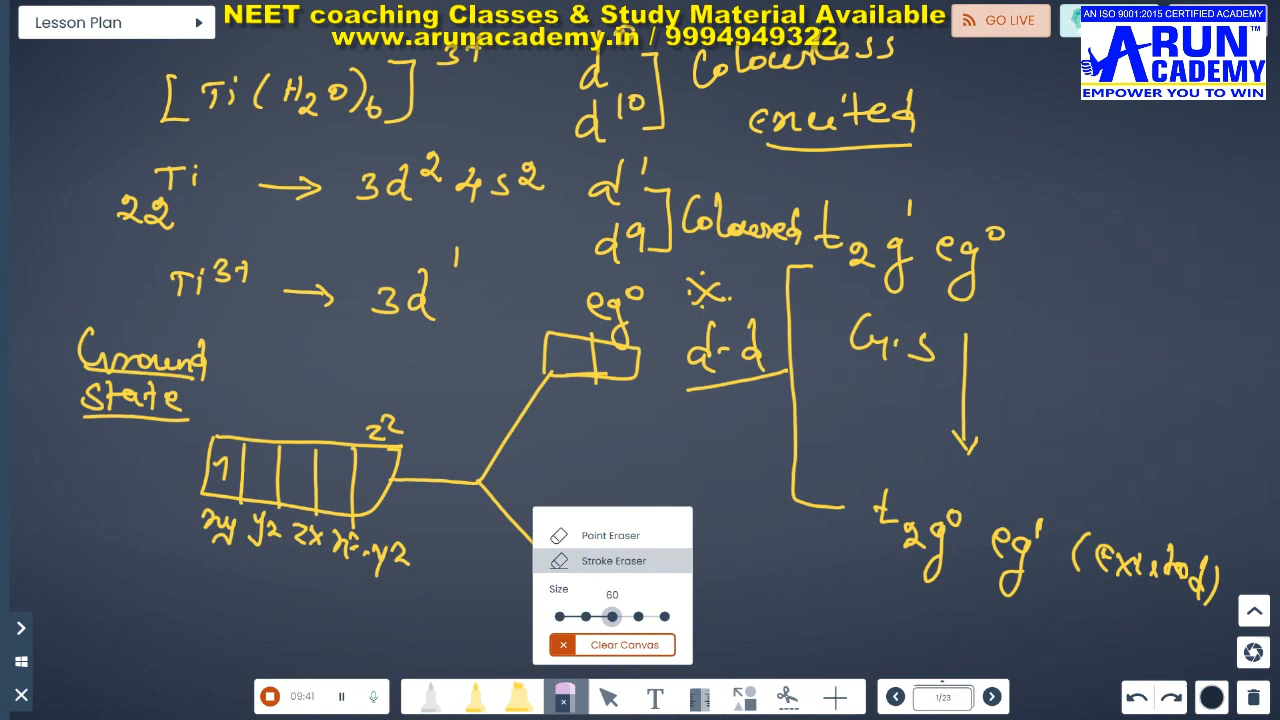 Lesson Plan
NEET coaching Classes & Study Material Available
www.arunacademy.in / 9994949322
GO LIVE
AN ISO 9001:2015 CERTIFIED ACADEMY
ARUN ACADEMY™
EMPOWER YOU TO WIN
[Ti(H2O)6]3+
d
d10 ] Colourless
excited
22Ti → 3d2 4s2
d1
d9 ] Coloured
t2g1 eg0
Ti3+ → 3d1
eg0
d-d
G.S
Ground
state
z2
1
xy yz zx x2-y2
t2g0 eg1 (excited)
Point Eraser
Stroke Eraser
Size
60
Clear Canvas
09:41
T
1/23